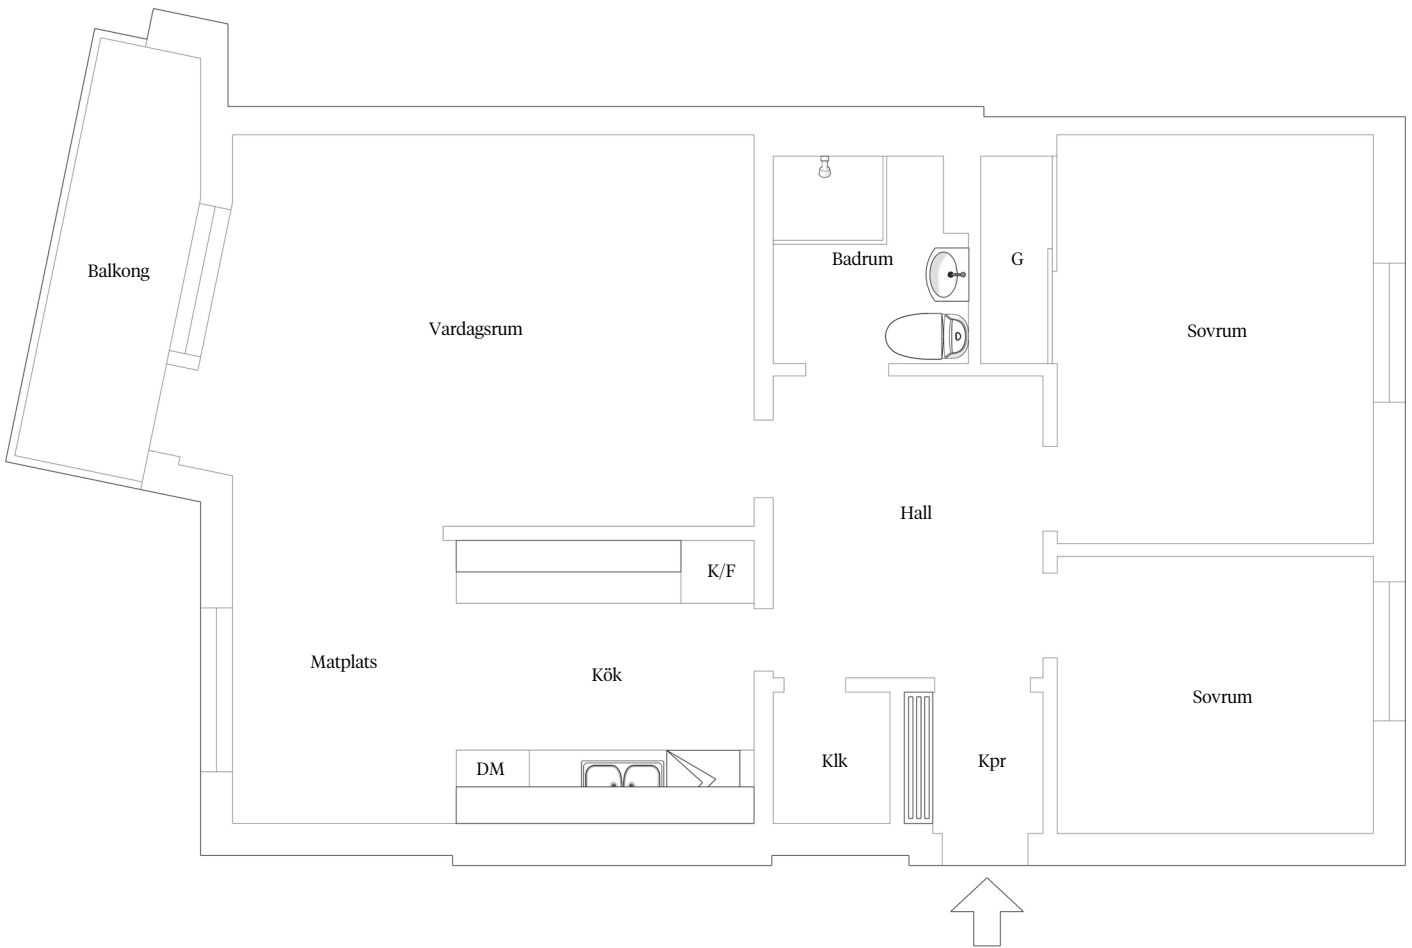 Balkong
Vardagsrum
Badrum
G
Sovrum
Hall
K/F
Matplats
Kök
Sovrum
DM
Klk
Kpr